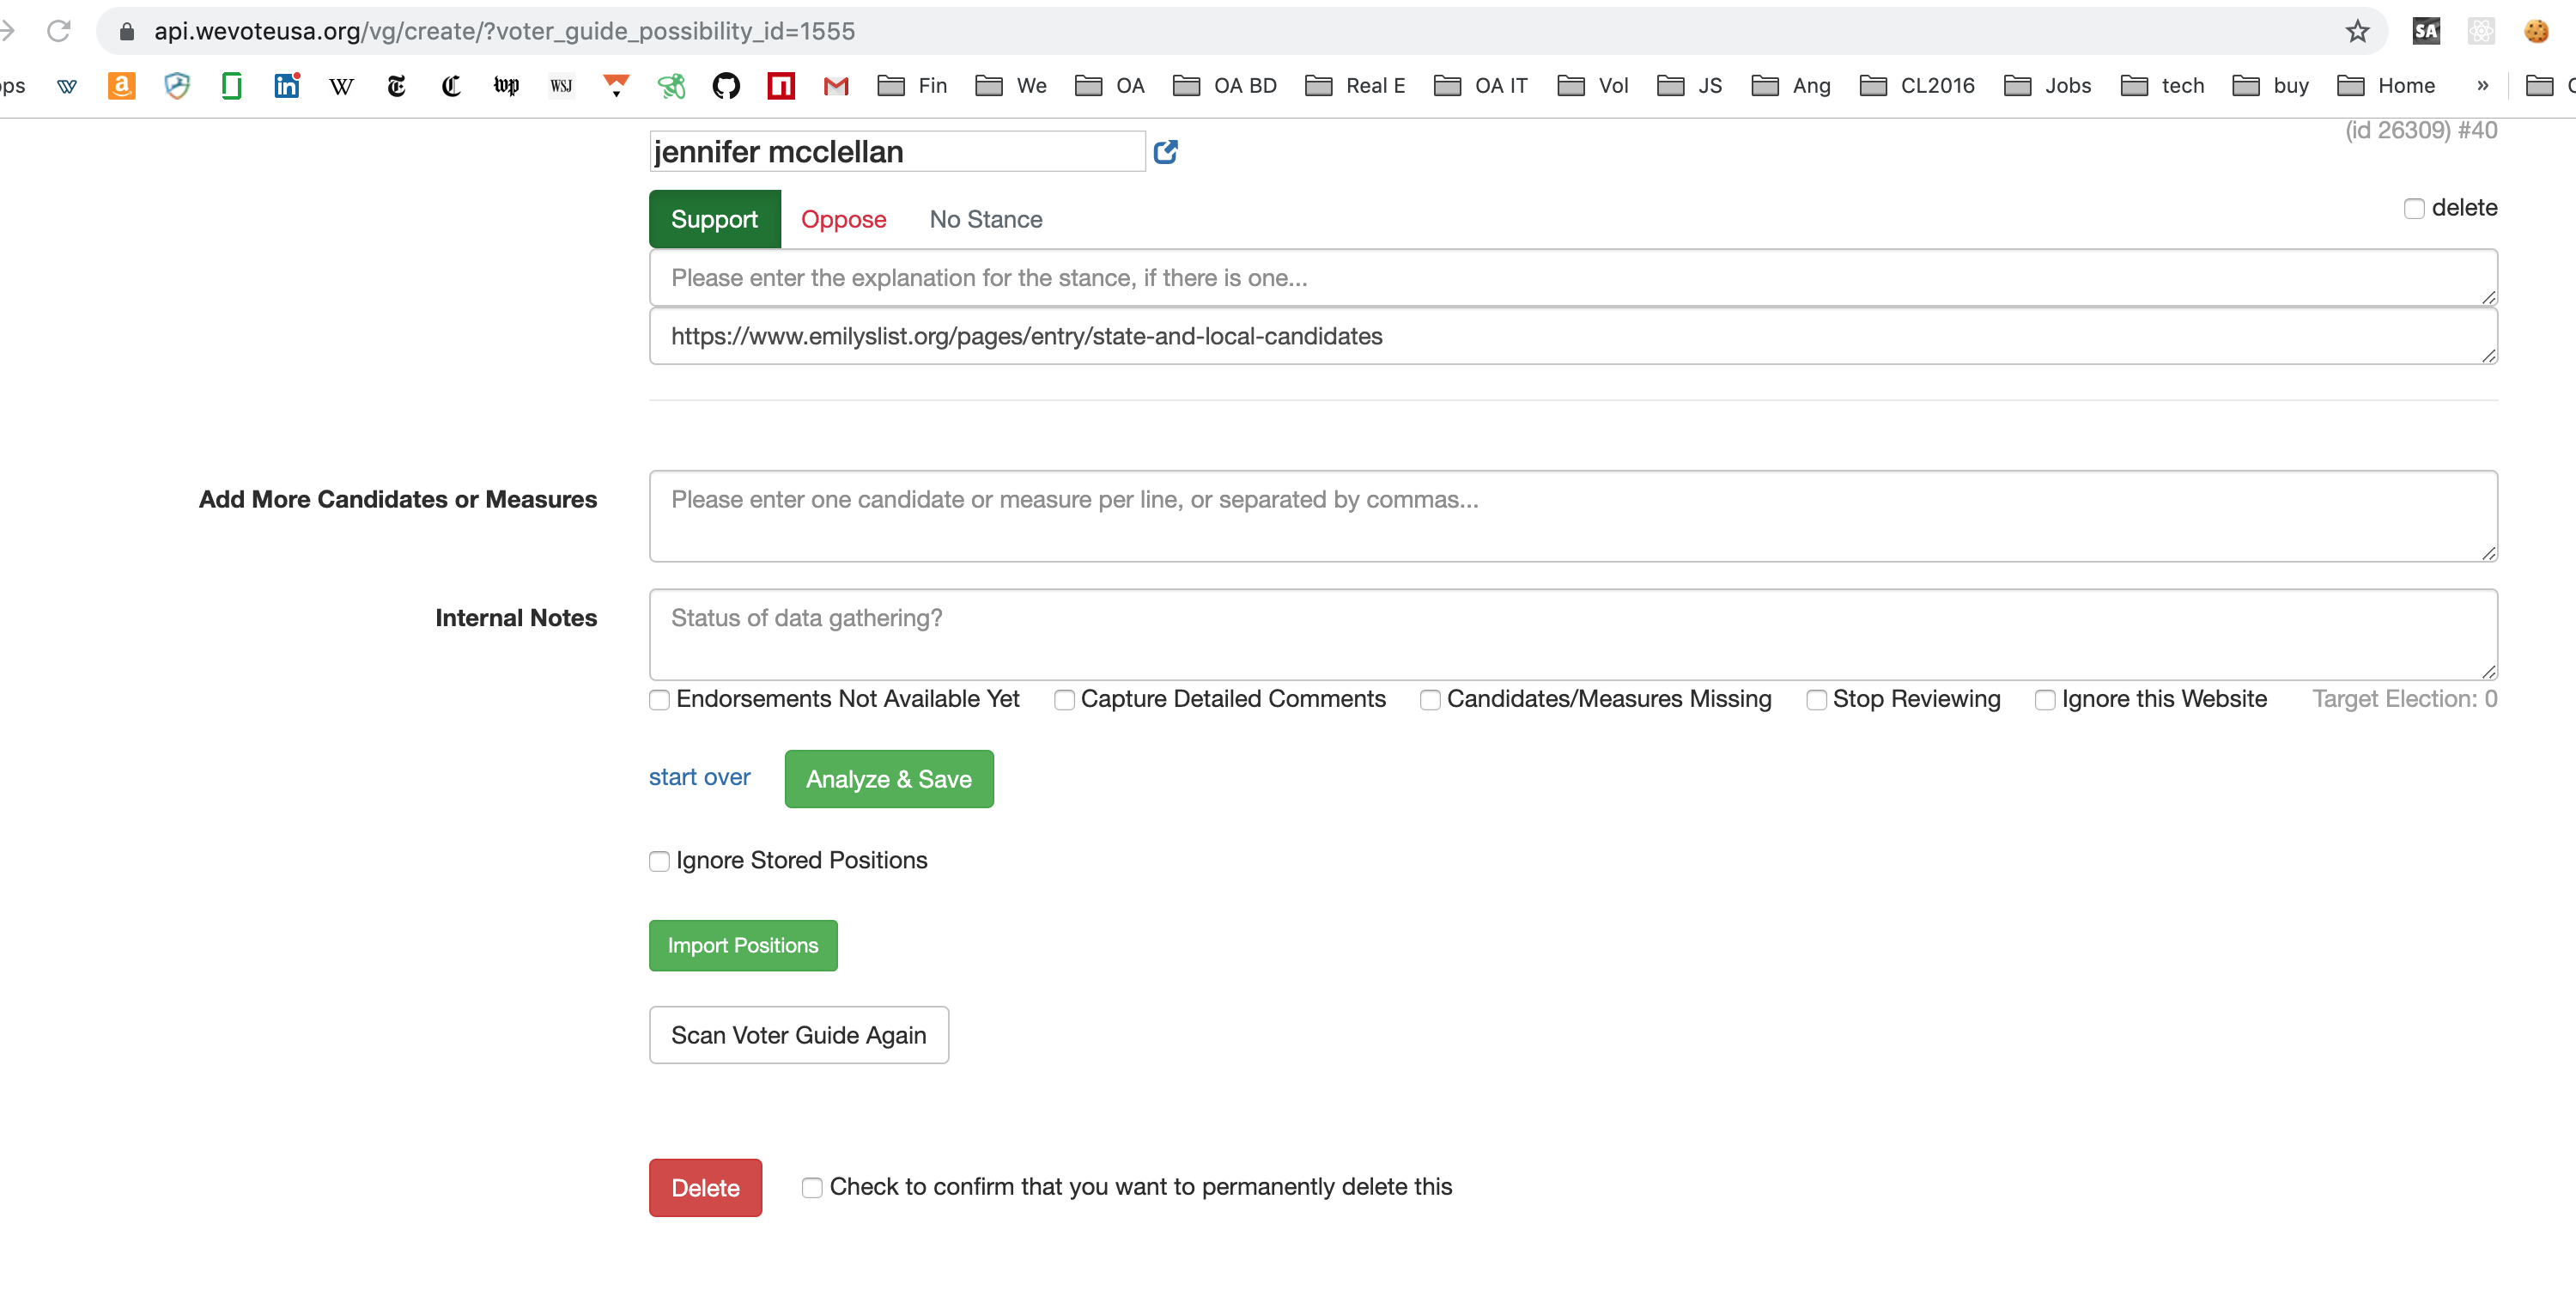 api.wevoteusa.org/vg/create/?voter_guide_possibility_id=1555 SA
ps W a in W T C wp WSJ n M Fin We OA OA BD Real E OA IT Vol JS Ang CL2016 Jobs tech buy Home »
(id 26309) #40
jennifer mcclellan
Support Oppose No Stance
delete
Please enter the explanation for the stance, if there is one...
https://www.emilyslist.org/pages/entry/state-and-local-candidates
Add More Candidates or Measures
Please enter one candidate or measure per line, or separated by commas...
Internal Notes
Status of data gathering?
Endorsements Not Available Yet Capture Detailed Comments Candidates/Measures Missing Stop Reviewing Ignore this Website Target Election: 0
start over Analyze & Save
Ignore Stored Positions
Import Positions
Scan Voter Guide Again
Delete Check to confirm that you want to permanently delete this